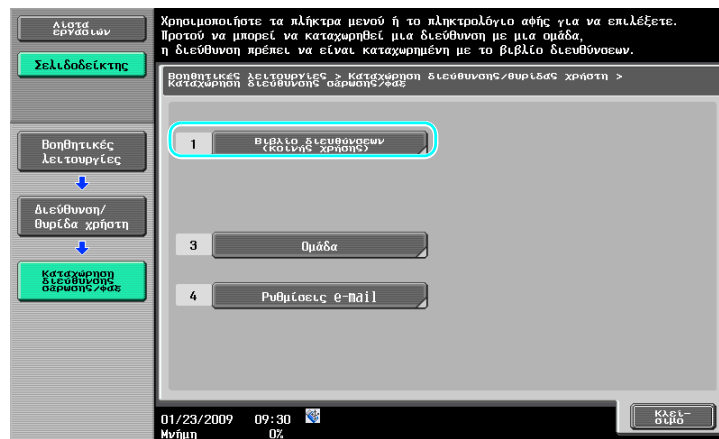 Λίστα
εργασιών
Σελιδοδείκτης
Χρησιμοποιήστε τα πλήκτρα μενού ή το πληκτρολόγιο αφής για να επιλέξετε.
Προτού να μπορεί να καταχωρηθεί μια διεύθυνση με μια ομάδα,
η διεύθυνση πρέπει να είναι καταχωρημένη με το βιβλίο διευθύνσεων.
Βοηθητικές λειτουργίες > Καταχώρηση διεύθυνσης/θυρίδας χρήστη >
Καταχώρηση διεύθυνσης σάρωσης/φαξ
Βοηθητικές
λειτουργίες
Διεύθυνση/
θυρίδα χρήστη
Καταχώρηση
διεύθυνσης
σάρωσης/φαξ
1 Βιβλίο διευθύνσεων
(κοινής χρήσης)
3 Ομάδα
4 Ρυθμίσεις e-mail
01/23/2009 09:30
Μνήμη 0%
Κλεί-
σιμο